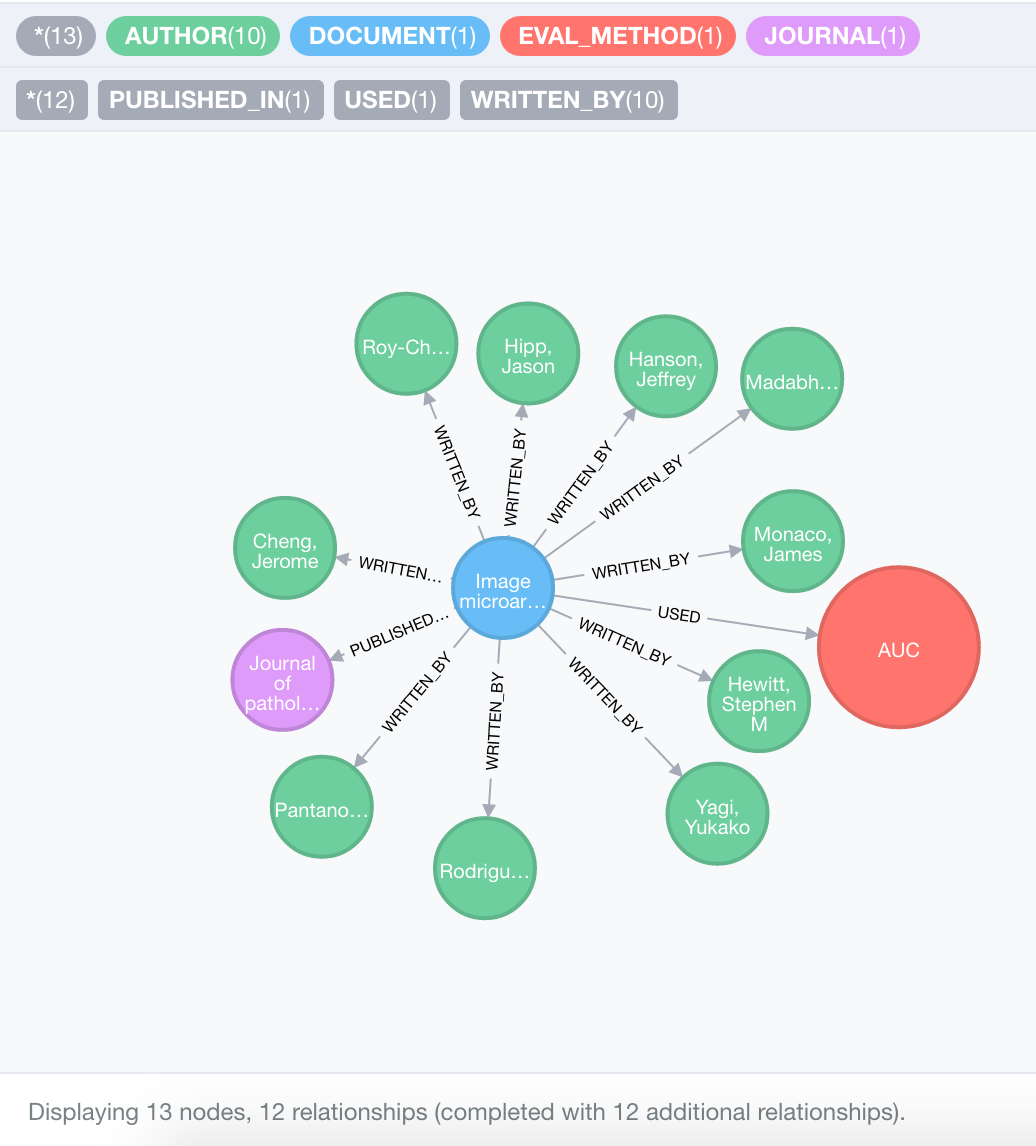 *(13) AUTHOR(10) DOCUMENT(1) EVAL_METHOD(1) JOURNAL(1)
*(12) PUBLISHED_IN(1) USED(1) WRITTEN_BY(10)
Roy-Ch...
Hipp,
Jason
Hanson,
Jeffrey
Madabh...
WRITTEN_BY
WRITTEN_BY
WRITTEN_BY
WRITTEN_BY
Cheng,
Jerome
WRITTEN...
Image
microar...
WRITTEN_BY
Monaco,
James
USED
AUC
PUBLISHED...
Journal
of
pathol...
WRITTEN_BY
WRITTEN_BY
WRITTEN_BY
WRITTEN_BY
Hewitt,
Stephen
M
Pantano...
Rodrigu...
Yagi,
Yukako
Displaying 13 nodes, 12 relationships (completed with 12 additional relationships).